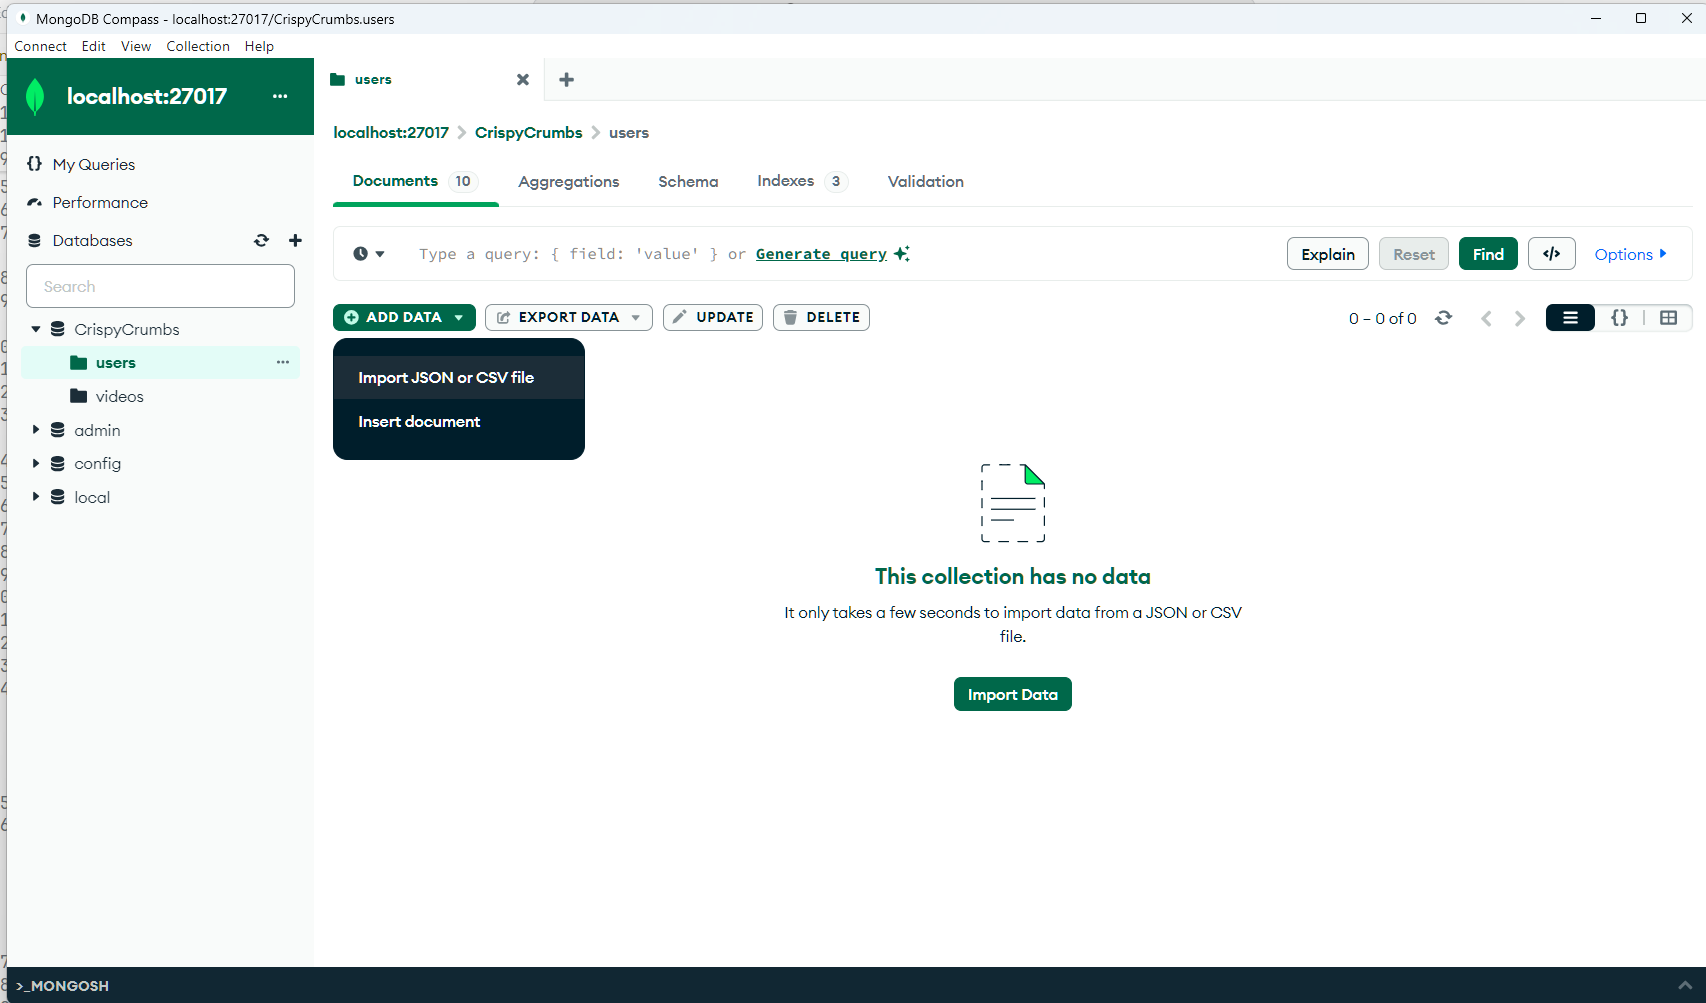 MongoDB Compass - localhost:27017/CrispyCrumbs.users
Connect Edit View Collection Help
localhost:27017
users
localhost:27017 CrispyCrumbs users
My Queries
Performance
Databases
Search
CrispyCrumbs
users
videos
admin
config
local
Documents 10 Aggregations Schema Indexes 3 Validation
Type a query: { field: 'value' } or Generate query
Explain Reset Find </> Options
ADD DATA EXPORT DATA UPDATE DELETE
0 – 0 of 0
{}
Import JSON or CSV file
Insert document
This collection has no data
It only takes a few seconds to import data from a JSON or CSV
file.
Import Data
>_MONGOSH